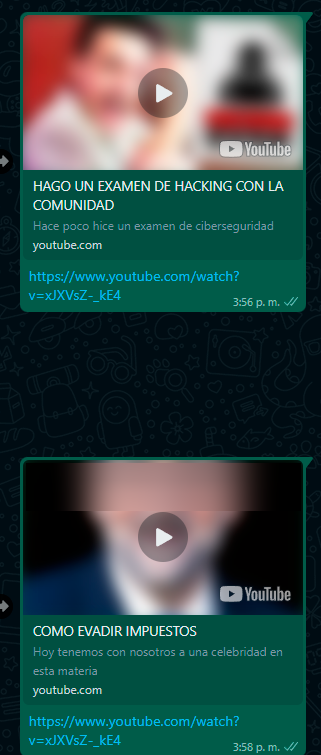 YouTube
HAGO UN EXAMEN DE HACKING CON LA
COMUNIDAD
Hace poco hice un examen de ciberseguridad
youtube.com
https://www.youtube.com/watch?
v=xJXVsZ-_kE4
3:56 p. m.
YouTube
COMO EVADIR IMPUESTOS
Hoy tenemos con nosotros a una celebridad en
esta materia
youtube.com
https://www.youtube.com/watch?
v=xJXVsZ-_kE4
3:58 p. m.